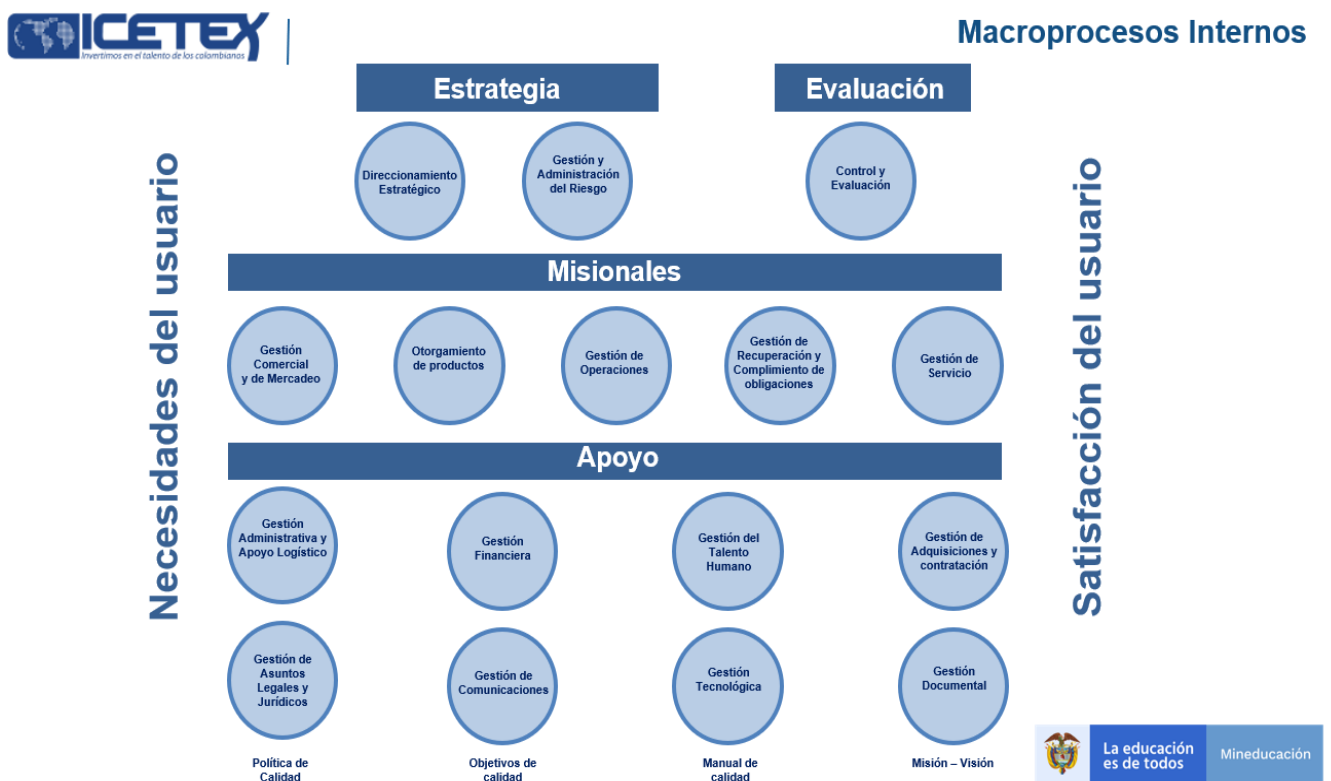 ICETEX
Invertimos en el talento de los colombianos
Macroprocesos Internos
Estrategia
Evaluación
Necesidades del usuario
Satisfacción del usuario
Direccionamiento
Estratégico
Gestión y
Administración
del Riesgo
Control y
Evaluación
Misionales
Gestión
Comercial
y de Mercadeo
Otorgamiento
de productos
Gestión de
Operaciones
Gestión de
Recuperación y
Complimiento de
obligaciones
Gestión de
Servicio
Apoyo
Gestión
Administrativa y
Apoyo Logístico
Gestión
Financiera
Gestión del
Talento
Humano
Gestión de
Adquisiciones y
contratación
Gestión de
Asuntos
Legales y
Jurídicos
Gestión de
Comunicaciones
Gestión
Tecnológica
Gestión
Documental
Política de
Calidad
Objetivos de
calidad
Manual de
calidad
Misión – Visión
La educación
es de todos
Mineducación